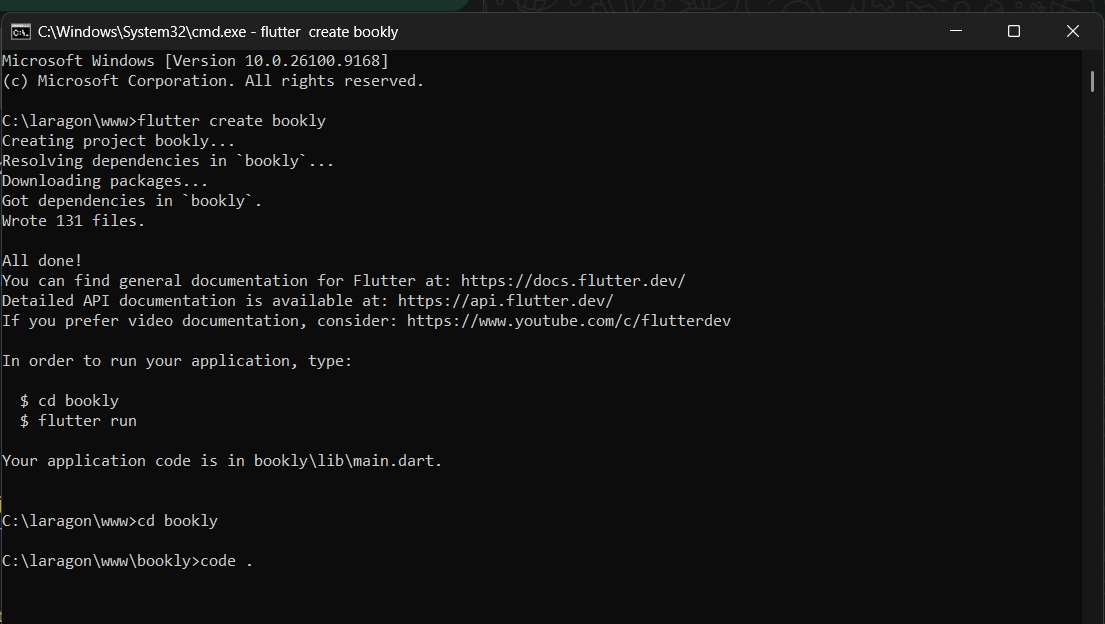 C:\Windows\System32\cmd.exe - flutter  create bookly
Microsoft Windows [Version 10.0.26100.9168]
(c) Microsoft Corporation. All rights reserved.
C:\laragon\www>flutter create bookly
Creating project bookly...
Resolving dependencies in `bookly`...
Downloading packages...
Got dependencies in `bookly`.
Wrote 131 files.
All done!
You can find general documentation for Flutter at: https://docs.flutter.dev/
Detailed API documentation is available at: https://api.flutter.dev/
If you prefer video documentation, consider: https://www.youtube.com/c/flutterdev
In order to run your application, type:
$ cd bookly
$ flutter run
Your application code is in bookly\lib\main.dart.
C:\laragon\www>cd bookly
C:\laragon\www\bookly>code .